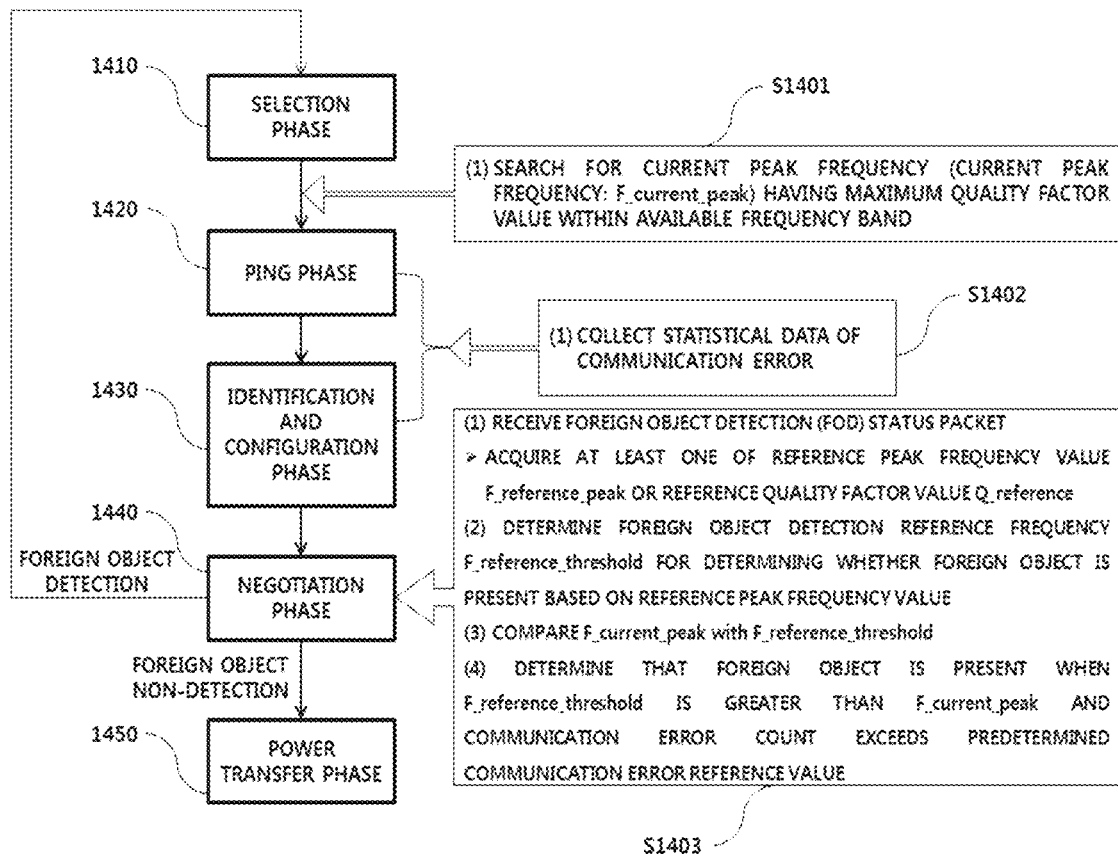 1410
SELECTION
PHASE
S1401
(1) SEARCH FOR CURRENT PEAK FREQUENCY (CURRENT PEAK
FREQUENCY: F_current_peak) HAVING MAXIMUM QUALITY FACTOR
VALUE WITHIN AVAILABLE FREQUENCY BAND
1420
PING PHASE
S1402
(1) COLLECT STATISTICAL DATA OF
COMMUNICATION ERROR
1430
IDENTIFICATION
AND
CONFIGURATION
PHASE
(1) RECEIVE FOREIGN OBJECT DETECTION (FOD) STATUS PACKET
➢ ACQUIRE AT LEAST ONE OF REFERENCE PEAK FREQUENCY VALUE
F_reference_peak OR REFERENCE QUALITY FACTOR VALUE Q_reference
(2) DETERMINE FOREIGN OBJECT DETECTION REFERENCE FREQUENCY
F_reference_threshold FOR DETERMINING WHETHER FOREIGN OBJECT IS
PRESENT BASED ON REFERENCE PEAK FREQUENCY VALUE
(3) COMPARE F_current_peak with F_reference_threshold
(4) DETERMINE THAT FOREIGN OBJECT IS PRESENT WHEN
F_reference_threshold IS GREATER THAN F_current_peak AND
COMMUNICATION ERROR COUNT EXCEEDS PREDETERMINED
COMMUNICATION ERROR REFERENCE VALUE
1440
FOREIGN OBJECT
DETECTION
NEGOTIATION
PHASE
FOREIGN OBJECT
NON-DETECTION
1450
POWER
TRANSFER PHASE
S1403